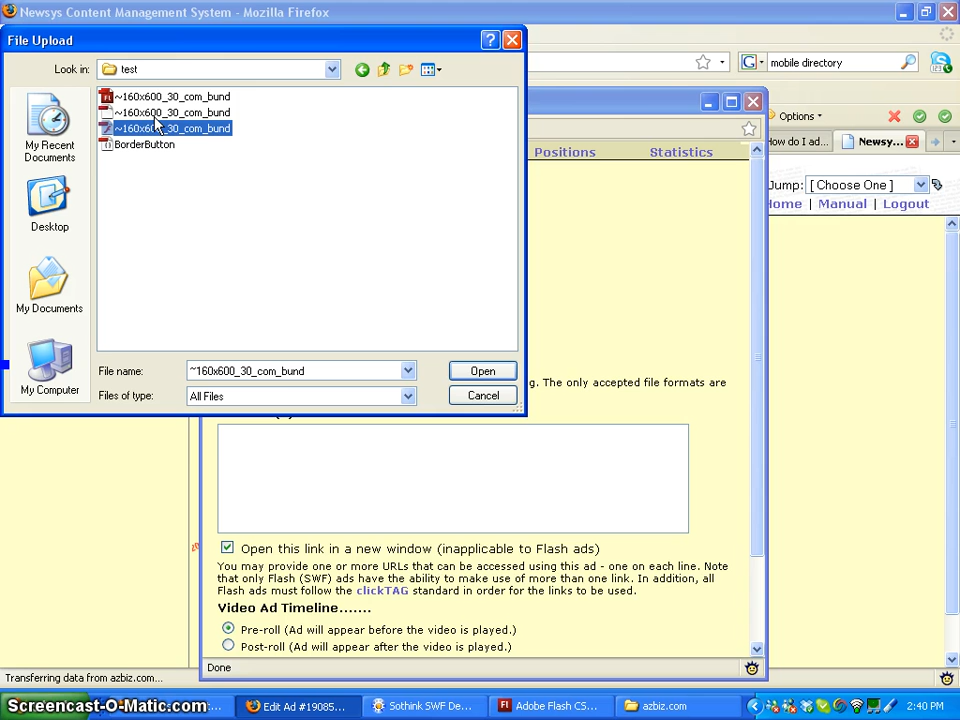 Newsys Content Management System - Mozilla Firefox
File Upload
Look in:
test
~160x600_30_com_bund
~160x600_30_com_bund
~160x600_30_com_bund
BorderButton
My Recent
Documents
Desktop
My Documents
My Computer
File name:
~160x600_30_com_bund
Open
Files of type:
All Files
Cancel
mobile directory
Options
How do I ad...
Newsy...
Positions
Statistics
Jump:
[ Choose One ]
Home | Manual | Logout
g. The only accepted file formats are
Open this link in a new window (inapplicable to Flash ads)
You may provide one or more URLs that can be accessed using this ad - one on each line. Note
that only Flash (SWF) ads have the ability to make use of more than one link. In addition, all
Flash ads must follow the clickTAG standard in order for the links to be used.
Video Ad Timeline.......
Pre-roll (Ad will appear before the video is played.)
Post-roll (Ad will appear after the video is played.)
Done
Transferring data from azbiz.com...
Screencast-O-Matic.com
Edit Ad #19085...
Sothink SWF De...
Adobe Flash CS...
azbiz.com
2:40 PM